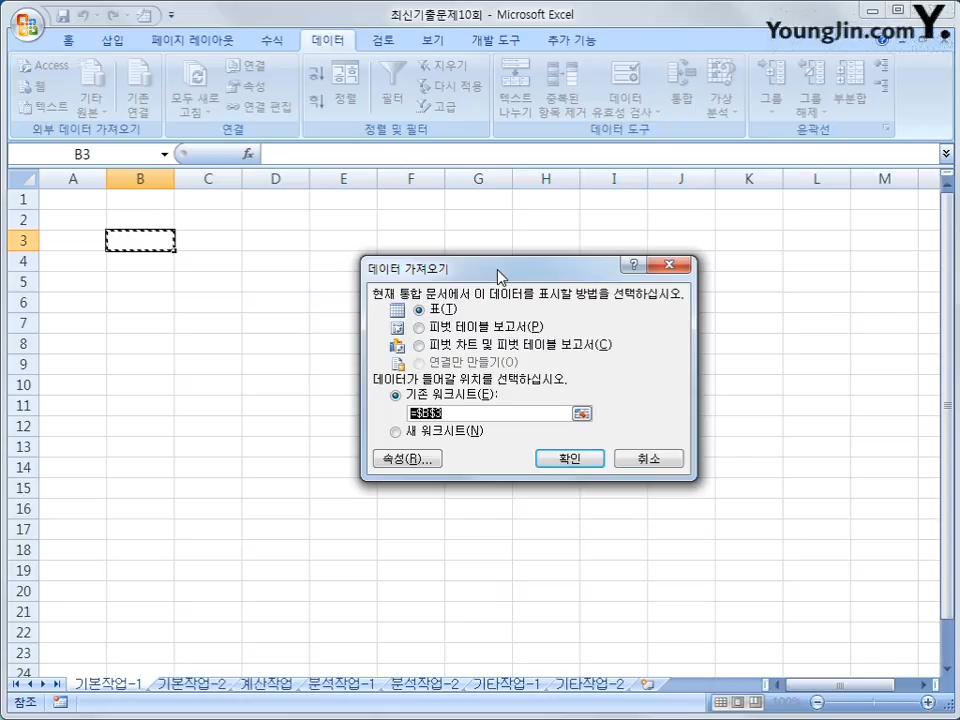 최신기출문제10회 - Microsoft Excel
YoungJin.com Y.
홈 삽입 페이지 레이아웃 수식 데이터 검토 보기 개발 도구 추가 기능
Access
웹
텍스트
기타 원본
기존 연결
외부 데이터 가져오기
모두 새로 고침
연결
속성
연결 편집
연결
정렬
필터
지우기
다시 적용
고급
정렬 및 필터
텍스트 나누기
중복된 항목 제거
데이터 유효성 검사
통합
가상 분석
데이터 도구
그룹
그룹 해제
부분합
윤곽선
B3 fx
A B C D E F G H I J K L M
1
2
3
4
5
6
7
8
9
10
11
12
13
14
15
16
17
18
19
20
21
22
23
24
데이터 가져오기
현재 통합 문서에서 이 데이터를 표시할 방법을 선택하십시오.
표(T)
피벗 테이블 보고서(P)
피벗 차트 및 피벗 테이블 보고서(C)
연결만 만들기(O)
데이터가 들어갈 위치를 선택하십시오.
기존 워크시트(E):
=$B$3
새 워크시트(N)
속성(R)... 확인 취소
기본작업-1 기본작업-2 계산작업 분석작업-1 분석작업-2 기타작업-1 기타작업-2
참조 100%